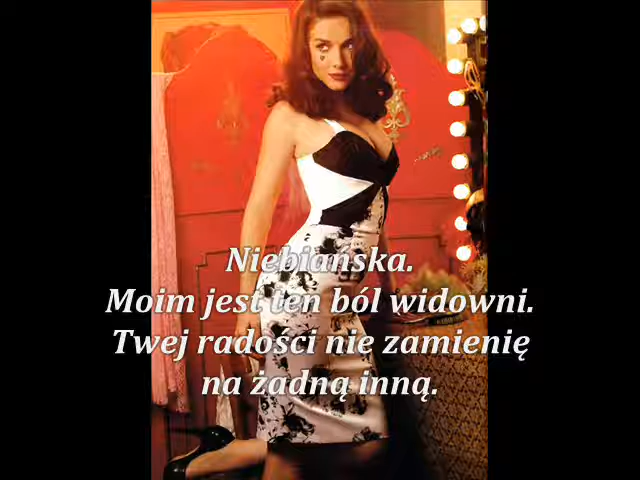 Niebiańska.
Moim jest ten ból widowni.
Twej radości nie zamienię
na żadną inną.